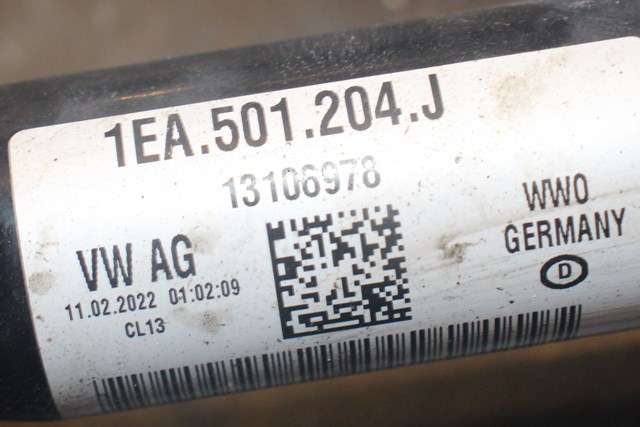 1EA.501.204.J
13106978
VW AG
11.02.2022 01:02:09
CL13
WWO
GERMANY
D